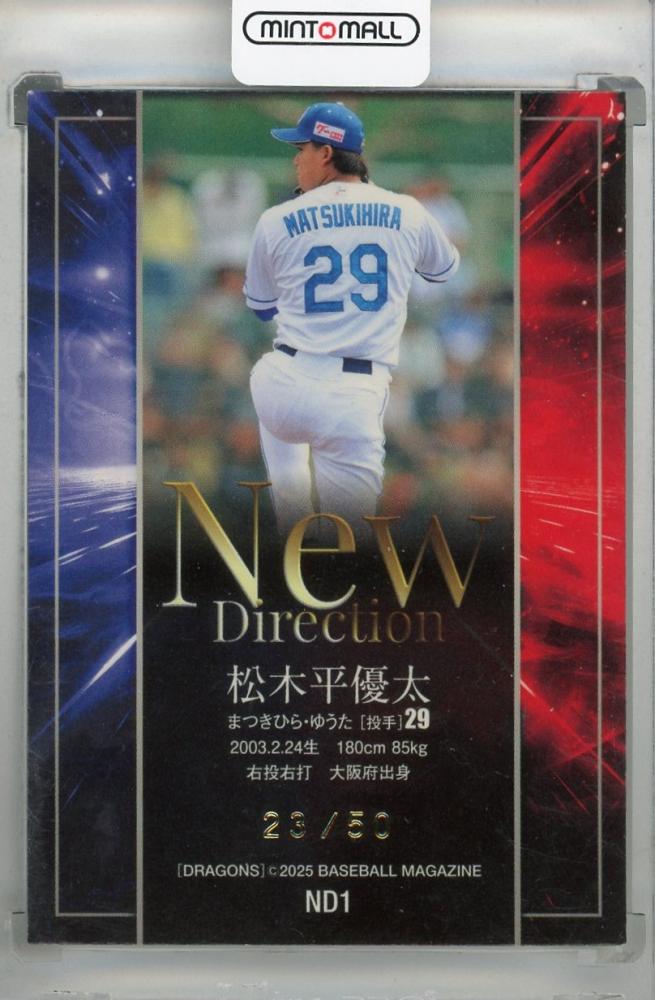 MINT MALL
MATSUKIHIRA
29
New
Direction
松木平優太
まつきひら・ゆうた [投手]29
2003.2.24生 180cm 85kg
右投右打 大阪府出身
23/50
[DRAGONS]©2025 BASEBALL MAGAZINE
ND1